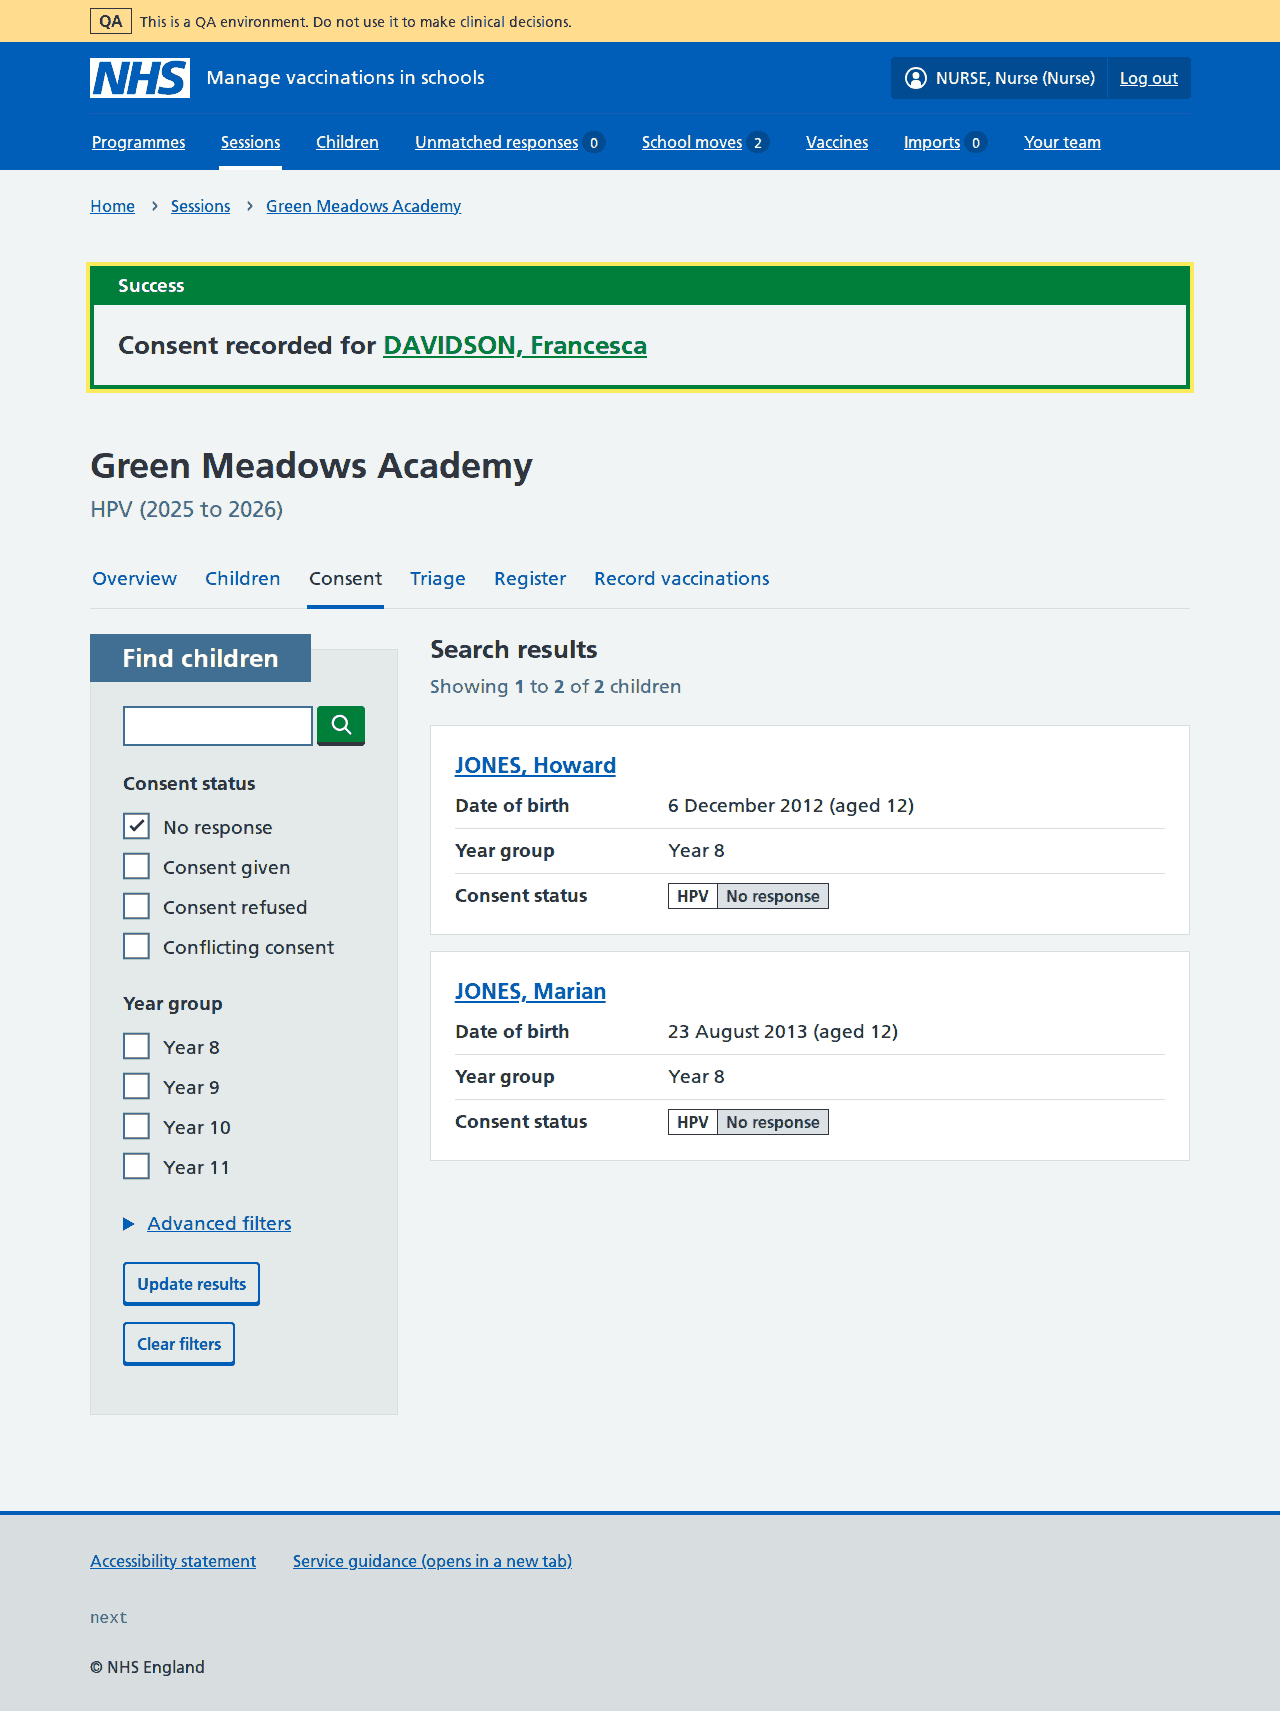 QA This is a QA environment. Do not use it to make clinical decisions.
NHS Manage vaccinations in schools NURSE, Nurse (Nurse) Log out
Programmes Sessions Children Unmatched responses 0 School moves 2 Vaccines Imports 0 Your team
Home Sessions Green Meadows Academy
Success
Consent recorded for DAVIDSON, Francesca
Green Meadows Academy
HPV (2025 to 2026)
Overview Children Consent Triage Register Record vaccinations
Find children
Consent status
No response
Consent given
Consent refused
Conflicting consent
Year group
Year 8
Year 9
Year 10
Year 11
Advanced filters
Update results
Clear filters
Search results
Showing 1 to 2 of 2 children
JONES, Howard
Date of birth 6 December 2012 (aged 12)
Year group Year 8
Consent status HPV No response
JONES, Marian
Date of birth 23 August 2013 (aged 12)
Year group Year 8
Consent status HPV No response
Accessibility statement Service guidance (opens in a new tab)
next
© NHS England